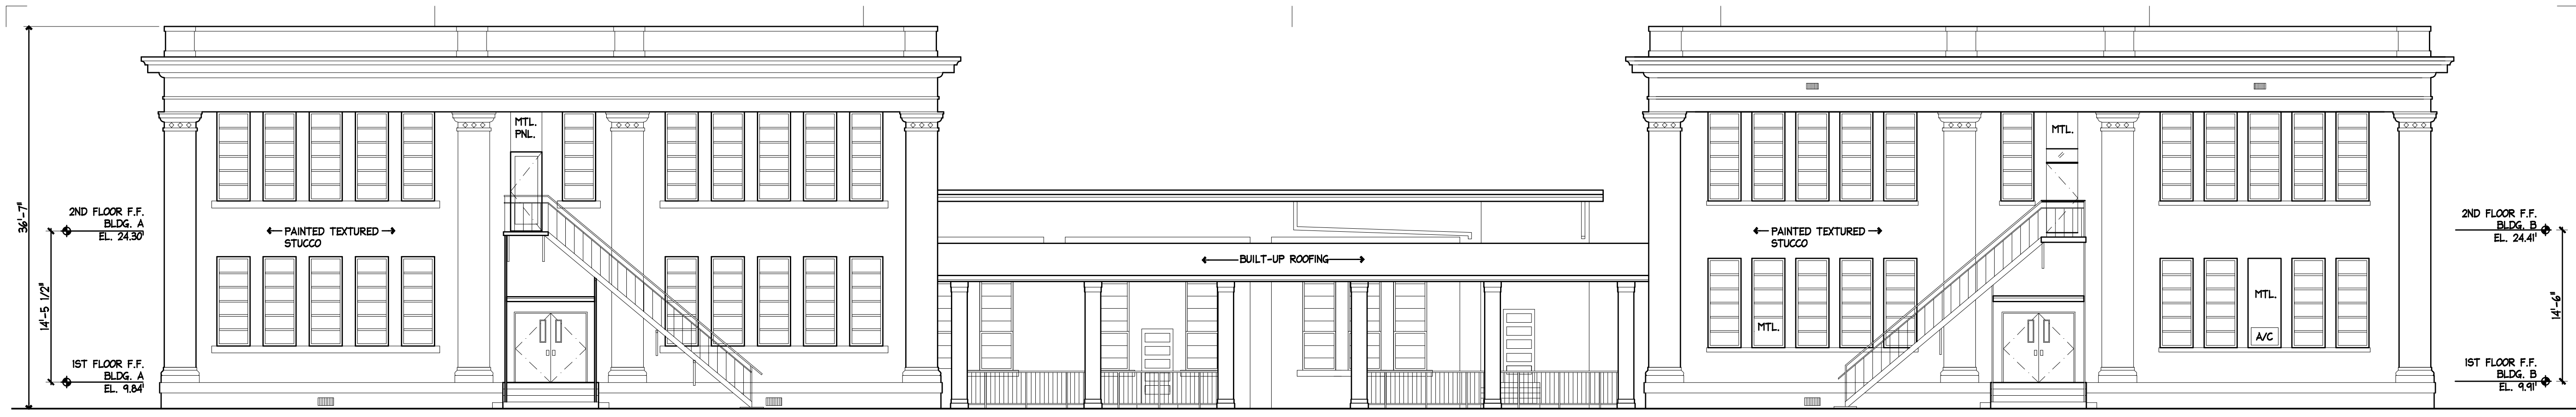 36'-7"
2ND FLOOR F.F.
BLDG. A
EL. 24.30'
14'-5 1/2"
1ST FLOOR F.F.
BLDG. A
EL. 9.84'
PAINTED TEXTURED
STUCCO
MTL.
PNL.
BUILT-UP ROOFING
PAINTED TEXTURED
STUCCO
MTL.
MTL.
MTL.
A/C
2ND FLOOR F.F.
BLDG. B
EL. 24.41'
14'-6"
1ST FLOOR F.F.
BLDG. B
EL. 9.91'